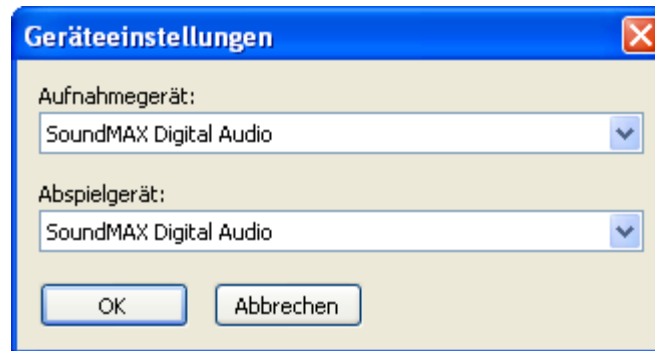 Geräteeinstellungen
Aufnahmegerät:
SoundMAX Digital Audio
Abspielgerät:
SoundMAX Digital Audio
OK Abbrechen